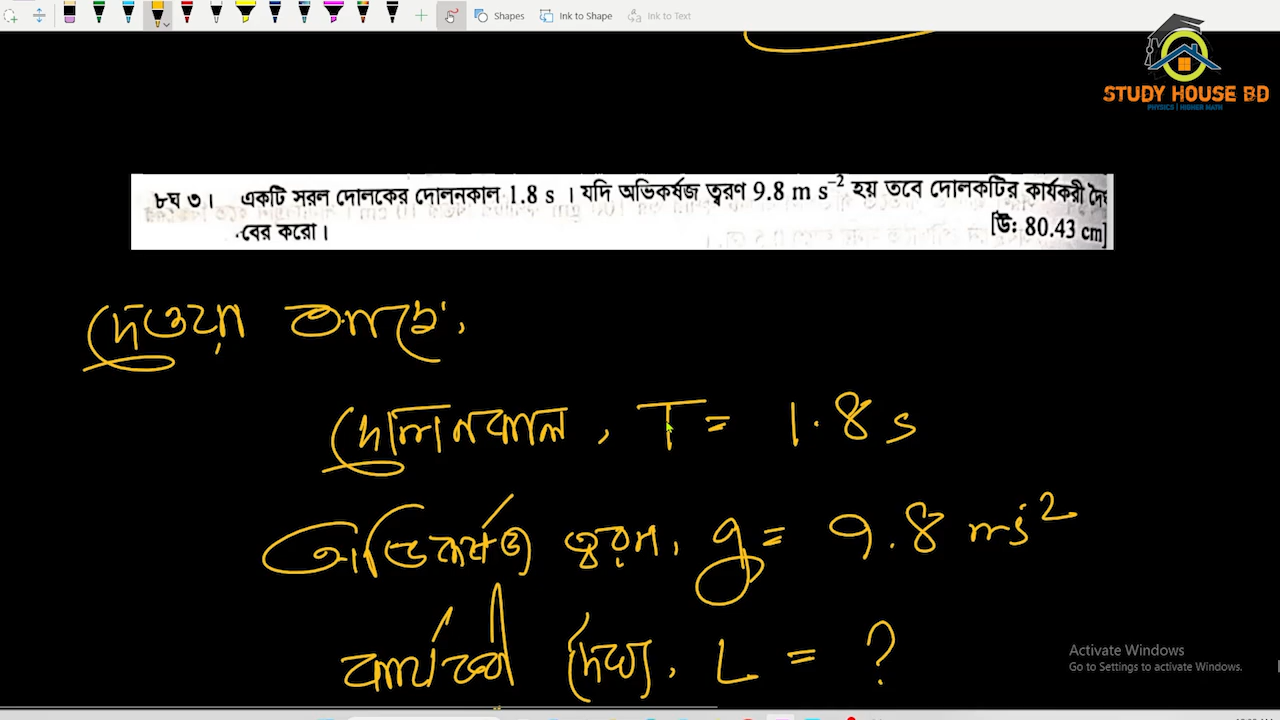 Shapes Ink to Shape Ink to Text
STUDY HOUSE BD
PHYSICS | HIGHER MATH
৮ঘ ৩। একটি সরল দোলকের দোলনকাল 1.8 s । যদি অভিকর্ষজ ত্বরণ 9.8 m s⁻² হয় তবে দোলকটির কার্যকরী দৈর্
বের করো। [উ: 80.43 cm]
দেওয়া আছে,
দোলনকাল, T = 1.8 s
অভিকর্ষজ ত্বরণ, g = 9.8 ms⁻²
কার্যকরী দৈর্ঘ্য, L = ?
Activate Windows
Go to Settings to activate Windows.